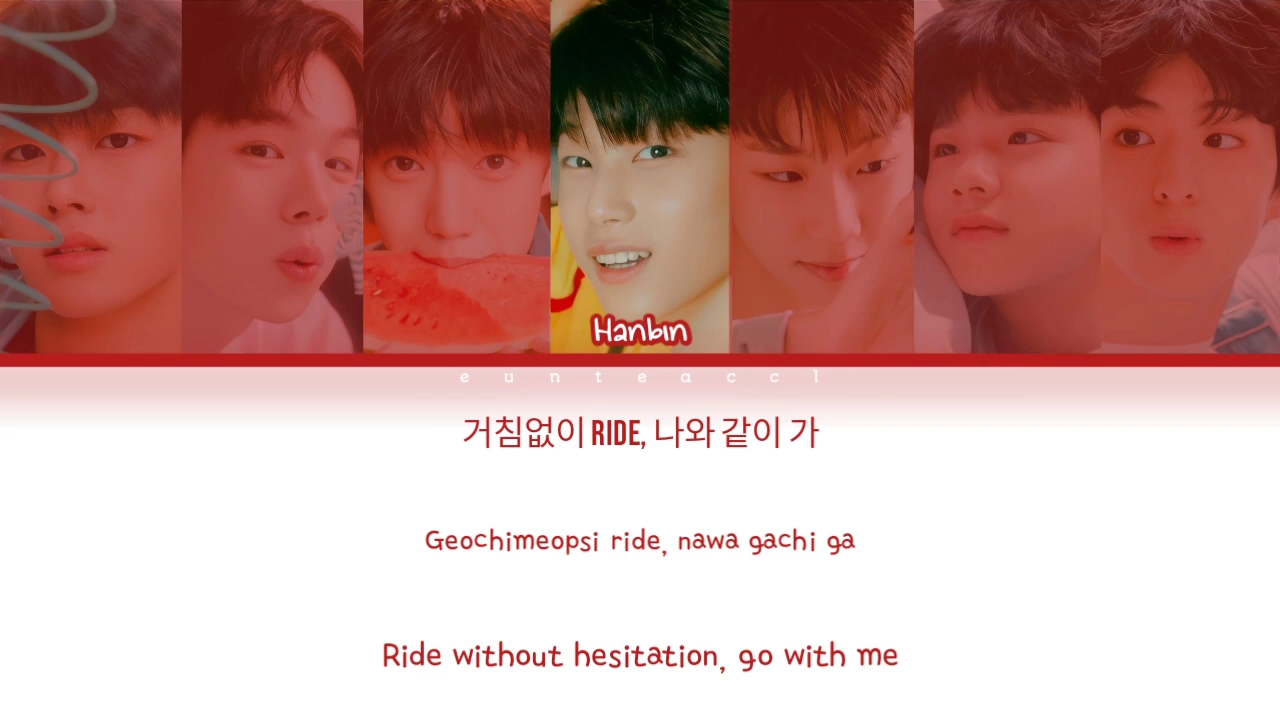 Hanbin
e u n t e a c c l
거침없이 RIDE, 나와 같이 가
Geochimeopsi ride, nawa gachi ga
Ride without hesitation, go with me